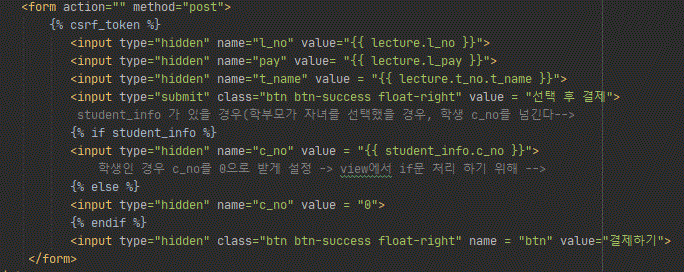 <form action="" method="post">
{% csrf_token %}
<input type="hidden" name="l_no" value="{{ lecture.l_no }}">
<input type="hidden" name="pay" value= "{{ lecture.l_pay }}">
<input type="hidden" name="t_name" value = "{{ lecture.t_no.t_name }}">
<input type="submit" class="btn btn-success float-right" value = "선택 후 결제">
student_info 가 있을 경우(학부모가 자녀를 선택했을 경우, 학생 c_no를 넘긴다-->
{% if student_info %}
<input type="hidden" name="c_no" value = "{{ student_info.c_no }}">
학생인 경우 c_no를 0으로 받게 설정 -> view에서 if문 처리 하기 위해 -->
{% else %}
<input type="hidden" name="c_no" value = "0">
{% endif %}
<input type="hidden" class="btn btn-success float-right" name = "btn" value="결제하기">
</form>